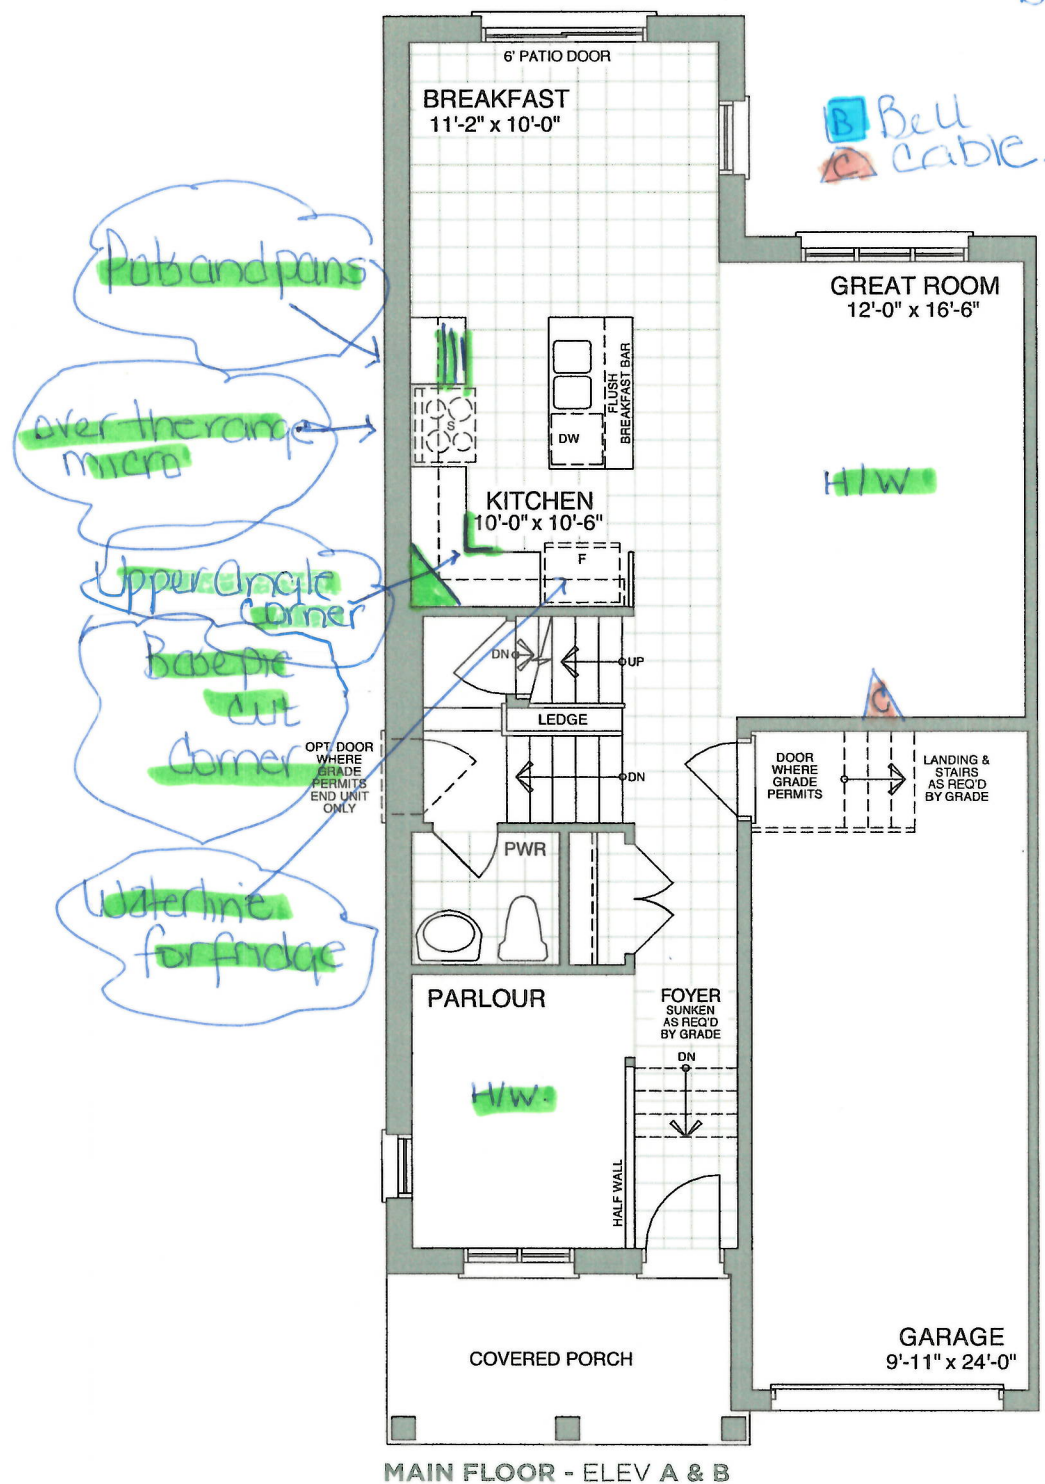 6' PATIO DOOR
BREAKFAST
11'-2" x 10'-0"
B Bell
C Cable.
Pots and pans
GREAT ROOM
12'-0" x 16'-6"
over the range
micro
S
DW
FLUSH
BREAKFAST BAR
H/W
KITCHEN
10'-0" x 10'-6"
F
Upper Angle
Corner
Base pie
cut
Corner
DN
UP
LEDGE
C
OPT. DOOR
WHERE
GRADE
PERMITS
END UNIT
ONLY
DN
DOOR
WHERE
GRADE
PERMITS
LANDING &
STAIRS
AS REQ'D
BY GRADE
PWR
Waterline
for fridge
PARLOUR
FOYER
SUNKEN
AS REQ'D
BY GRADE
DN
H/W.
HALF WALL
GARAGE
9'-11" x 24'-0"
COVERED PORCH
MAIN FLOOR - ELEV A & B